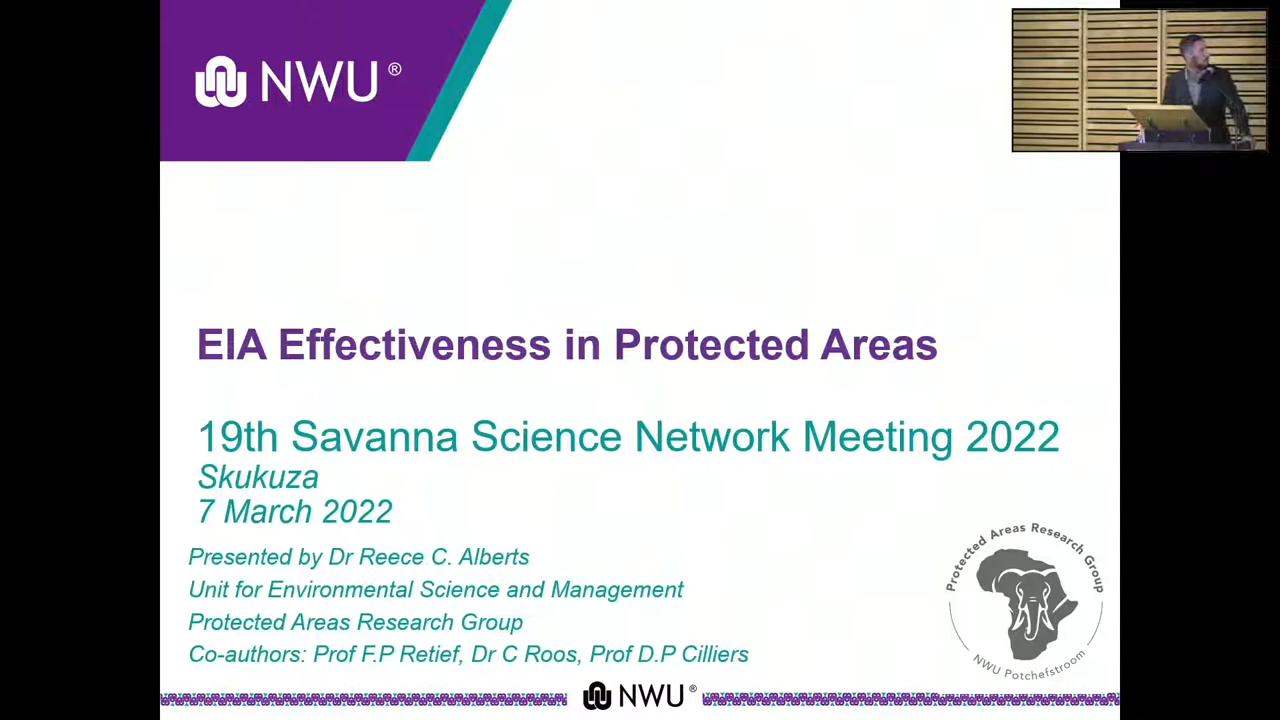 NWU®
EIA Effectiveness in Protected Areas
19th Savanna Science Network Meeting 2022
Skukuza
7 March 2022
Presented by Dr Reece C. Alberts
Unit for Environmental Science and Management
Protected Areas Research Group
Co-authors: Prof F.P Retief, Dr C Roos, Prof D.P Cilliers
Protected Areas Research Group
NWU Potchefstroom
NWU®